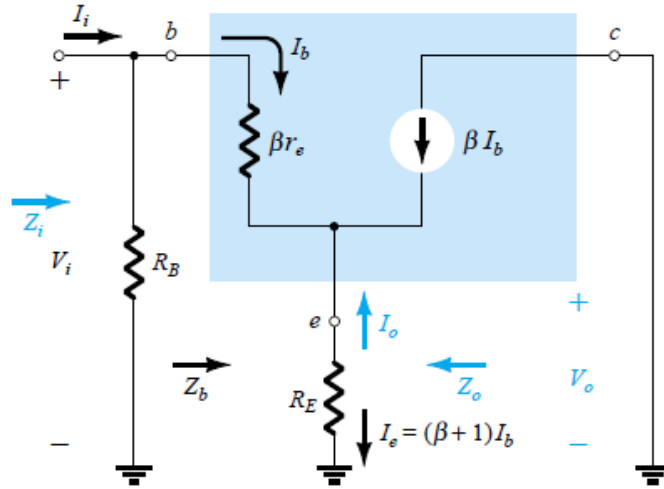 I_i
b
c
+
I_b
βr_e
β I_b
Z_i
V_i
R_B
e
I_o
+
Z_b
Z_o
V_o
R_E
I_e = (β + 1)I_b
−
−